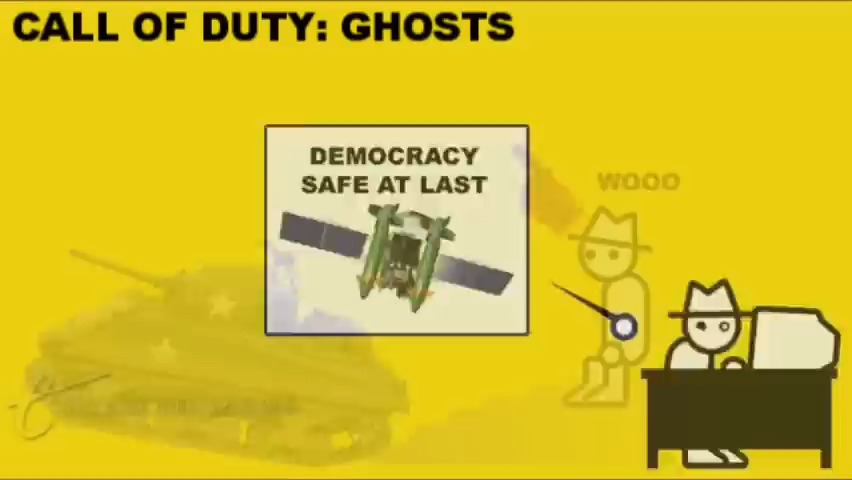 CALL OF DUTY: GHOSTS
DEMOCRACY
SAFE AT LAST
WOOO